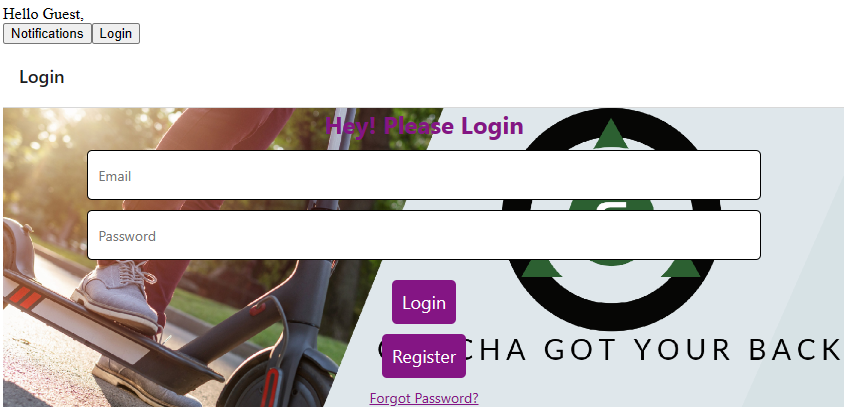 Hello Guest,
Notifications Login
Login
Hey! Please Login
Email
Password
Login
CHA GOT YOUR BACK
Register
Forgot Password?